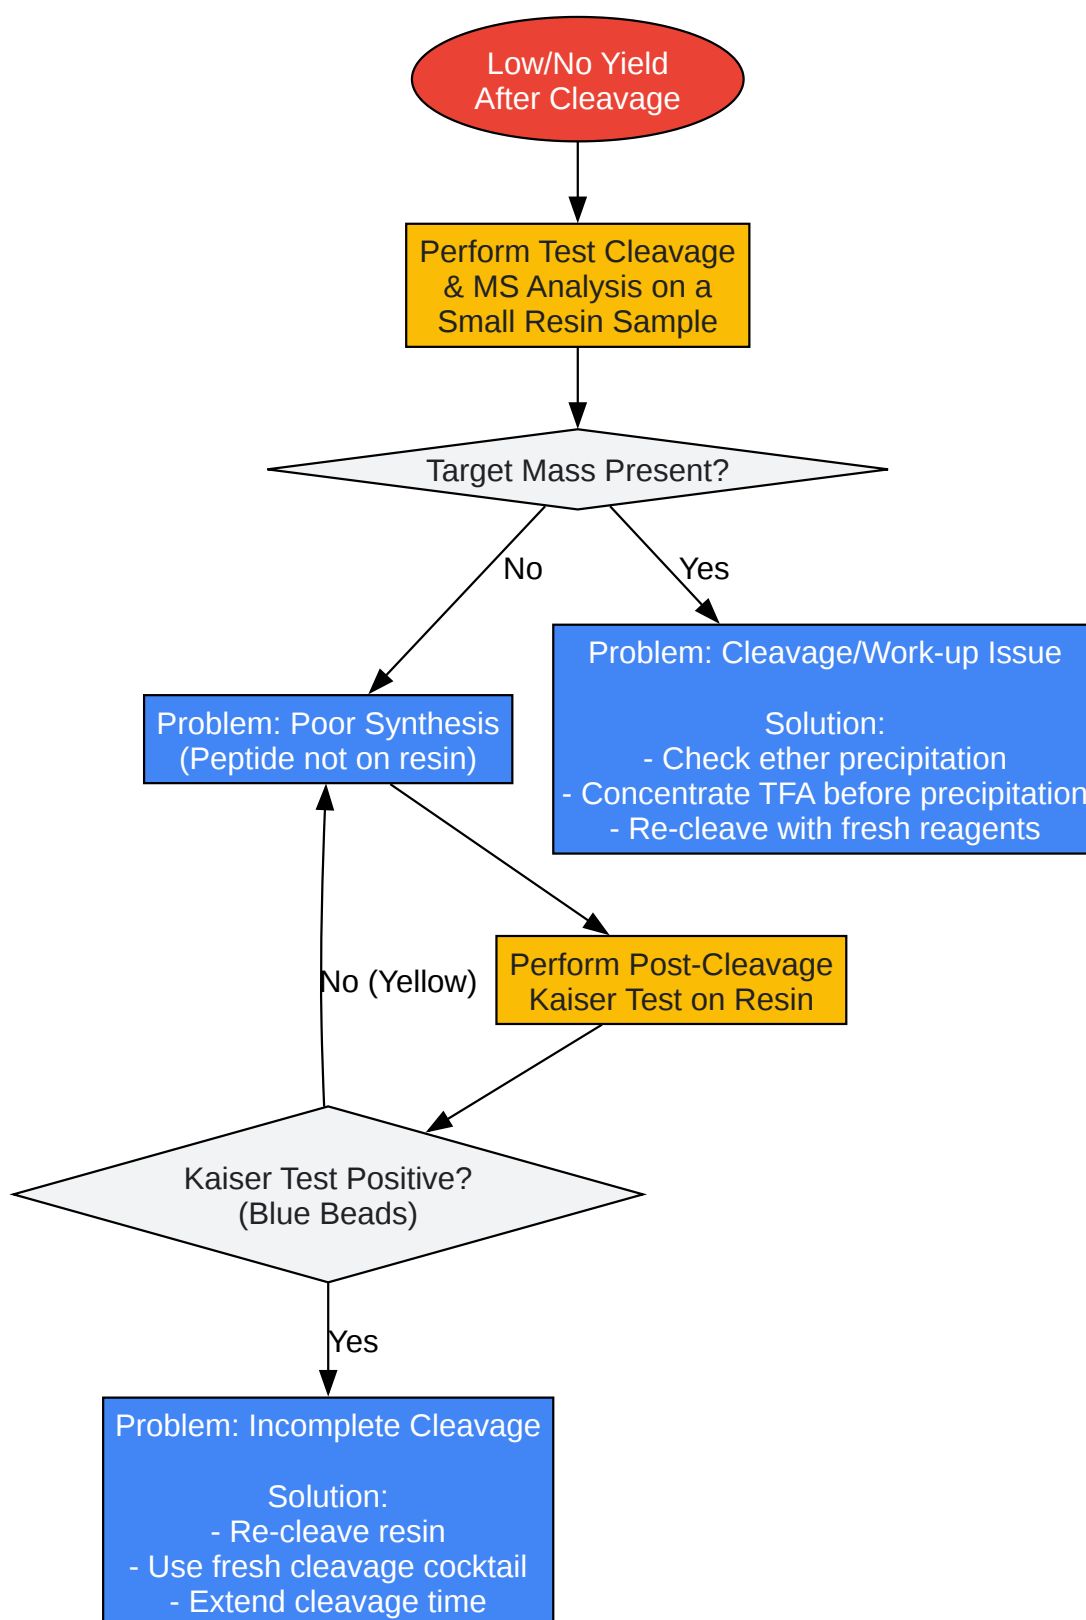 Low/No Yield
After Cleavage
Perform Test Cleavage
& MS Analysis on a
Small Resin Sample
Target Mass Present?
No
Yes
Problem: Cleavage/Work-up Issue
Solution:
- Check ether precipitation
- Concentrate TFA before precipitation
- Re-cleave with fresh reagents
Problem: Poor Synthesis
(Peptide not on resin)
Perform Post-Cleavage
Kaiser Test on Resin
No (Yellow)
Kaiser Test Positive?
(Blue Beads)
Yes
Problem: Incomplete Cleavage
Solution:
- Re-cleave resin
- Use fresh cleavage cocktail
- Extend cleavage time